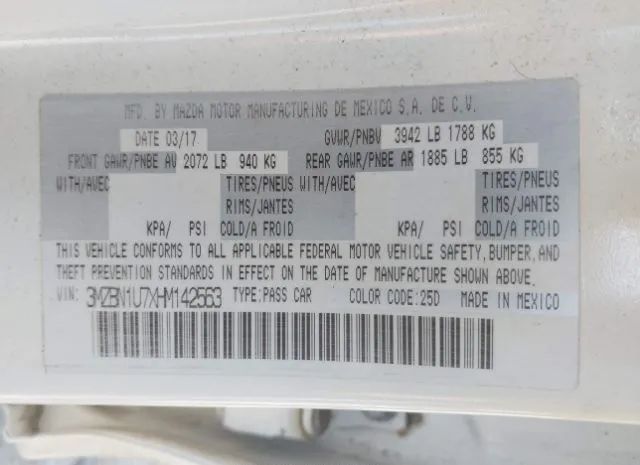 MFD. BY MAZDA MOTOR MANUFACTURING DE MEXICO S.A. DE C.V.
DATE 03/17 GVWR/PNBV 3942 LB 1788 KG
FRONT GAWR/PNBE AV 2072 LB 940 KG REAR GAWR/PNBE AR 1885 LB 855 KG
WITH/AVEC TIRES/PNEUS WITH/AVEC TIRES/PNEUS
RIMS/JANTES RIMS/JANTES
KPA/ PSI COLD/A FROID KPA/ PSI COLD/A FROID
THIS VEHICLE CONFORMS TO ALL APPLICABLE FEDERAL MOTOR VEHICLE SAFETY, BUMPER, AND
THEFT PREVENTION STANDARDS IN EFFECT ON THE DATE OF MANUFACTURE SHOWN ABOVE.
VIN: 3MZBN1U7XHM142563 TYPE:PASS CAR COLOR CODE:25D MADE IN MEXICO